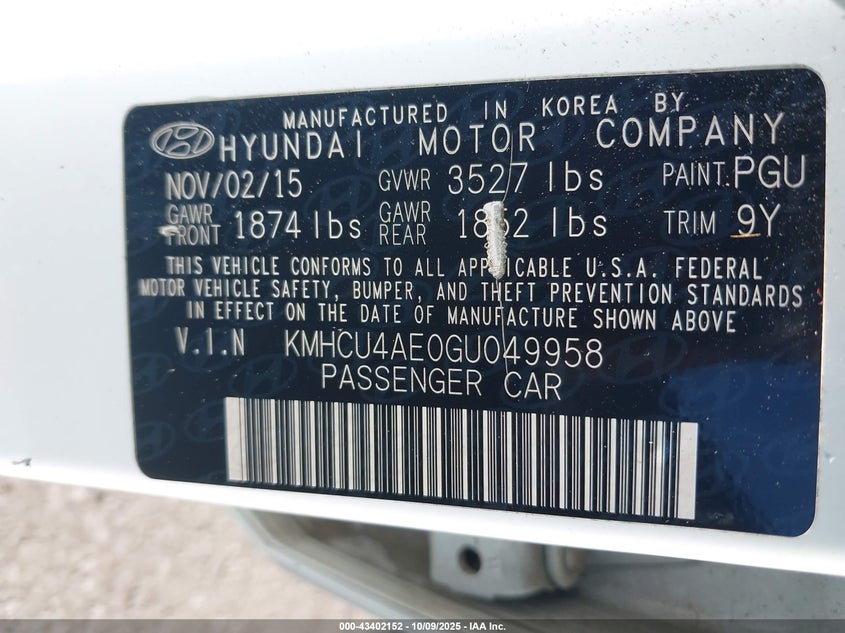 MANUFACTURED IN KOREA BY
HYUNDAI MOTOR COMPANY
NOV/02/15 GVWR 3527 lbs PAINT:PGU
GAWR FRONT 1874 lbs GAWR REAR lbs TRIM 9Y
THIS VEHICLE CONFORMS TO ALL APPLICABLE U.S.A. FEDERAL
MOTOR VEHICLE SAFETY, BUMPER, AND THEFT PREVENTION STANDARDS
IN EFFECT ON THE DATE OF MANUFACTURE SHOWN ABOVE
V.I.N KMHCU4AE0GU049958
PASSENGER CAR
000-43402152 - 10/09/2025 - IAA Inc.